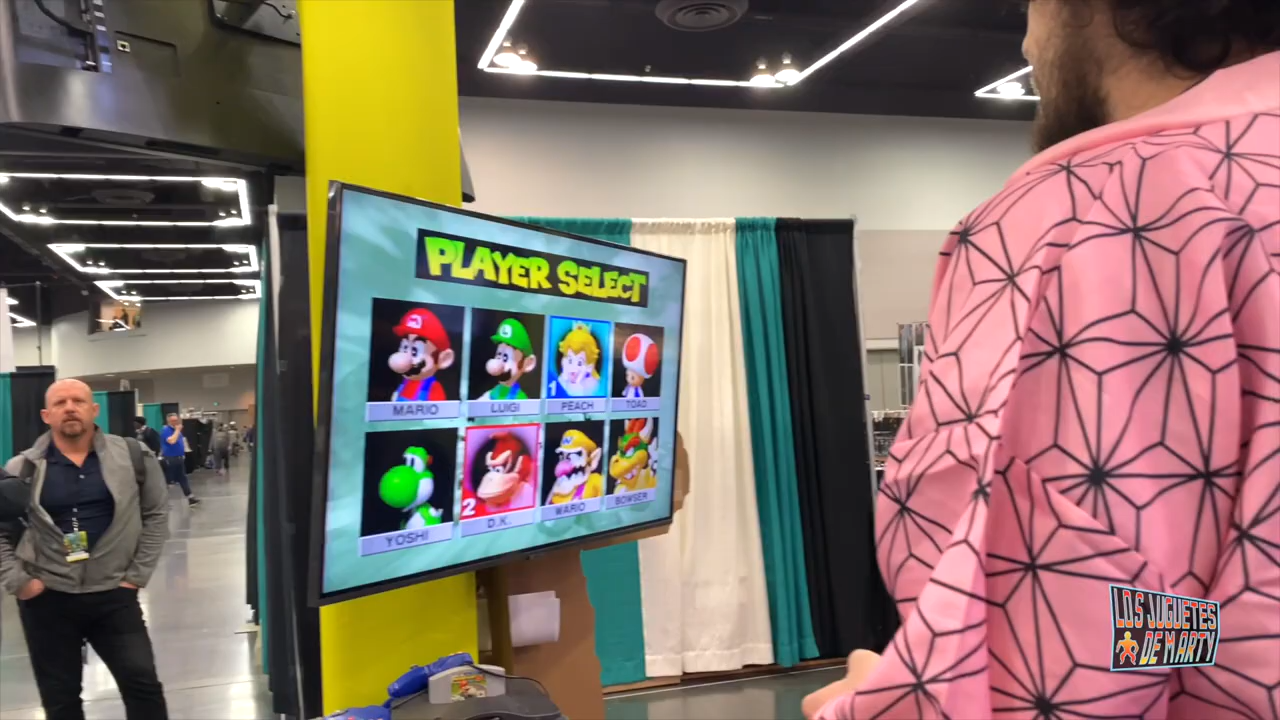 PLAYER SELECT
MARIO
LUIGI
1
PEACH
TOAD
YOSHI
2
D.K.
WARIO
BOWSER
LOS JUGUETES
DE MARTY